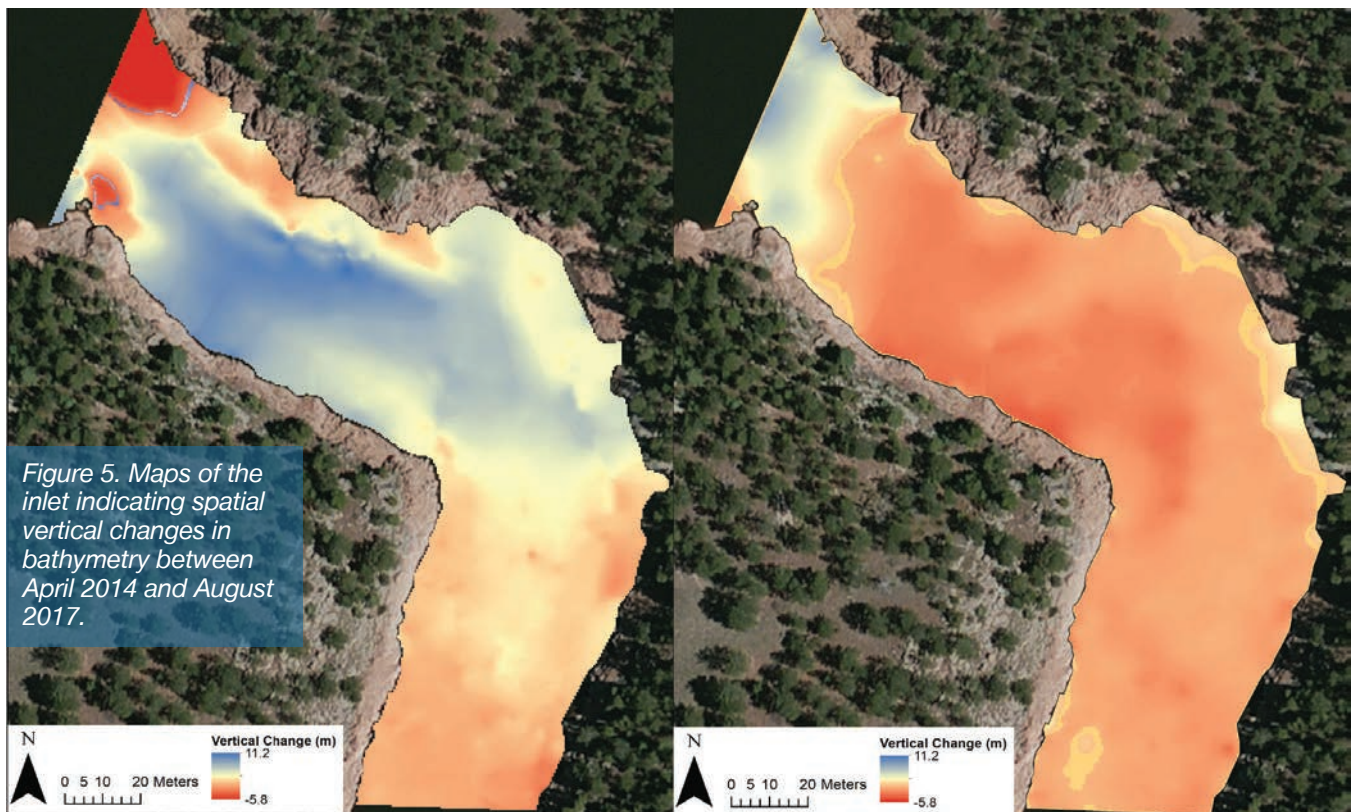 Figure 5. Maps of the
inlet indicating spatial
vertical changes in
bathymetry between
April 2014 and August
2017.
N
0 5 10 20 Meters
Vertical Change (m)
11.2
-5.8
N
0 5 10 20 Meters
Vertical Change (m)
11.2
-5.8